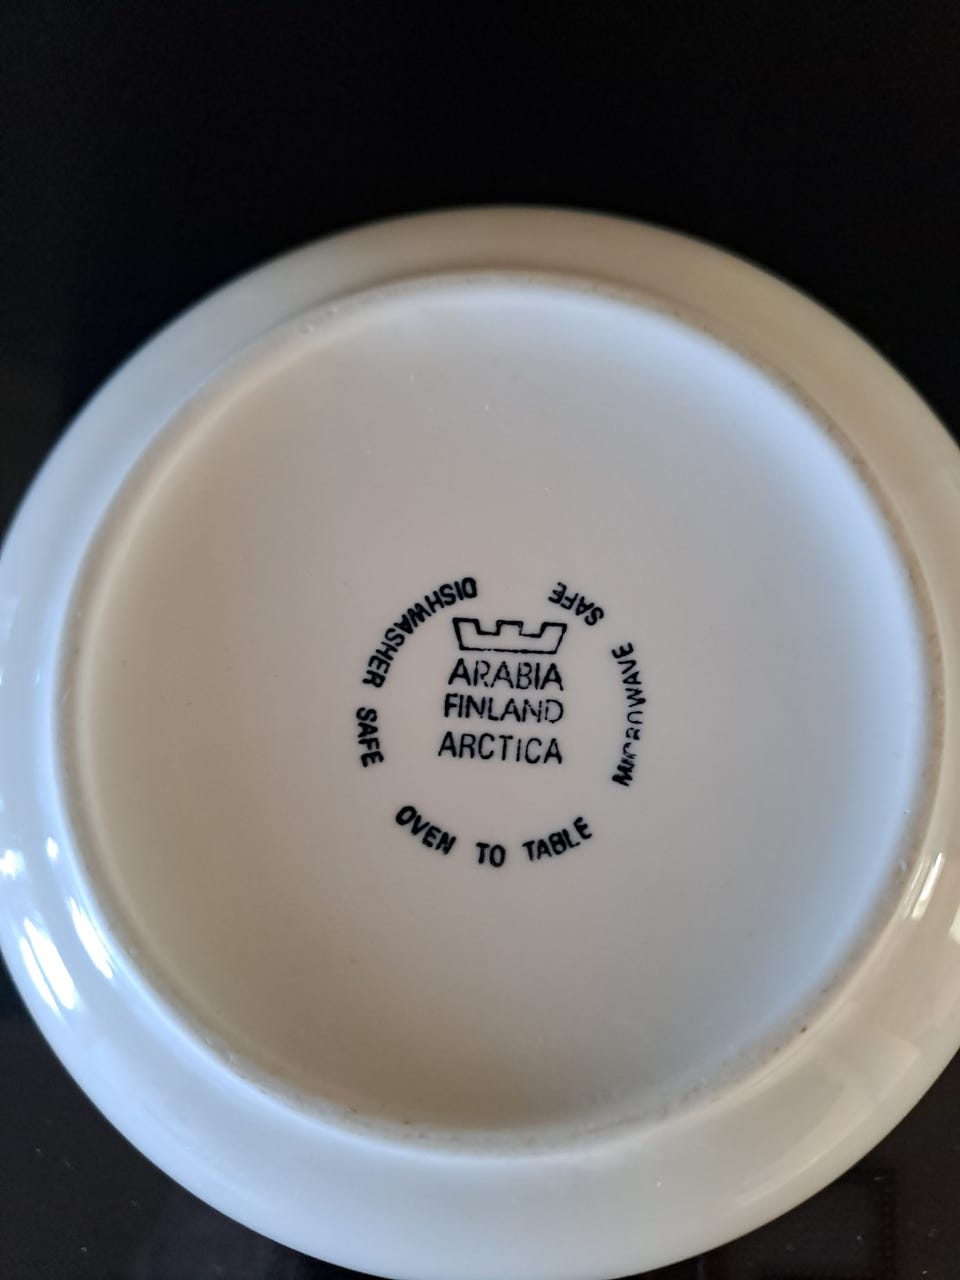 ARABIA
FINLAND
ARCTICA
DISHWASHER SAFE
OVEN TO TABLE
MICROWAVE SAFE